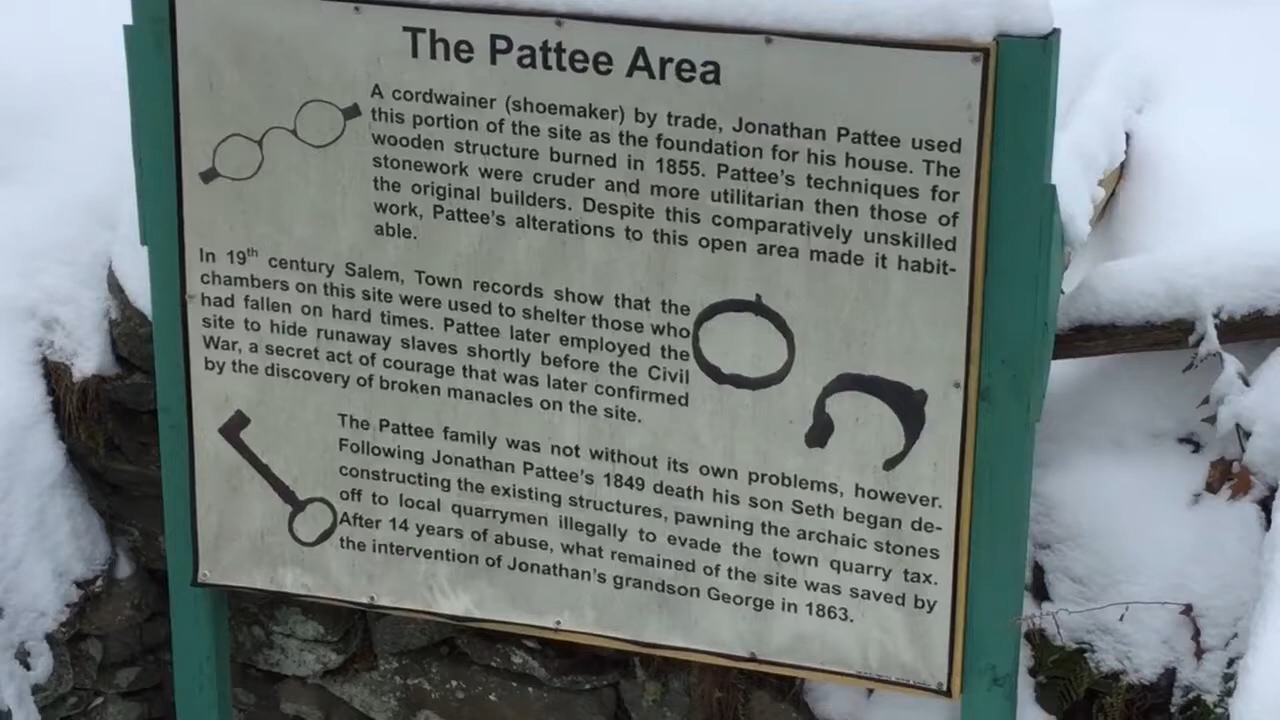 The Pattee Area
A cordwainer (shoemaker) by trade, Jonathan Pattee used
this portion of the site as the foundation for his house. The
wooden structure burned in 1855. Pattee's techniques for
stonework were cruder and more utilitarian then those of
the original builders. Despite this comparatively unskilled
work, Pattee's alterations to this open area made it habit-
able.
In 19th century Salem, Town records show that the
chambers on this site were used to shelter those who
had fallen on hard times. Pattee later employed the
site to hide runaway slaves shortly before the Civil
War, a secret act of courage that was later confirmed
by the discovery of broken manacles on the site.
The Pattee family was not without its own problems, however.
Following Jonathan Pattee's 1849 death his son Seth began de-
constructing the existing structures, pawning the archaic stones
off to local quarrymen illegally to evade the town quarry tax.
After 14 years of abuse, what remained of the site was saved by
the intervention of Jonathan's grandson George in 1863.